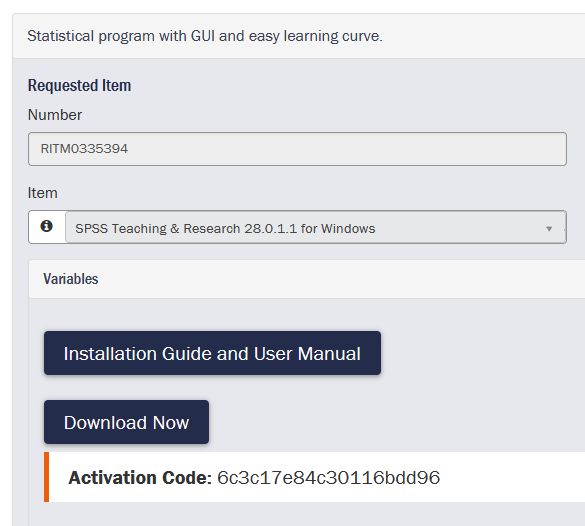 Statistical program with GUI and easy learning curve.
Requested Item
Number
RITM0335394
Item
SPSS Teaching & Research 28.0.1.1 for Windows
Variables
Installation Guide and User Manual
Download Now
Activation Code: 6c3c17e84c30116bdd96